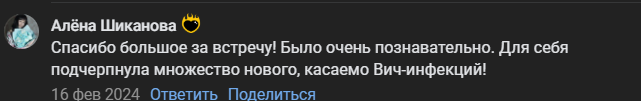 Алёна Шиканова
Спасибо большое за встречу! Было очень познавательно. Для себя
подчерпнула множество нового, касаемо Вич-инфекций!
16 фев 2024 Ответить Поделиться